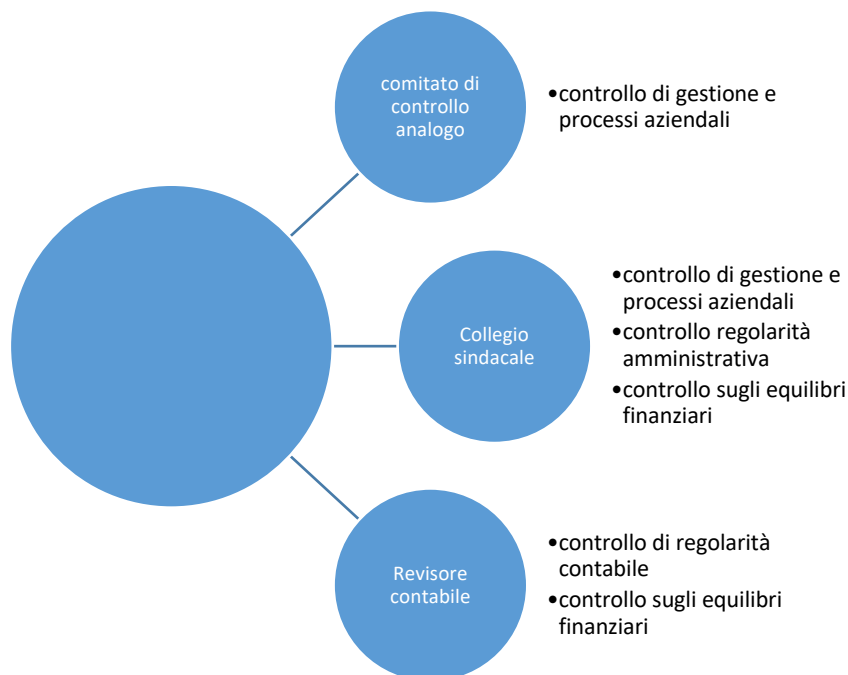 comitato di
controllo
analogo
•controllo di gestione e
processi aziendali
Collegio
sindacale
•controllo di gestione e
processi aziendali
•controllo regolarità
amministrativa
•controllo sugli equilibri
finanziari
Revisore
contabile
•controllo di regolarità
contabile
•controllo sugli equilibri
finanziari